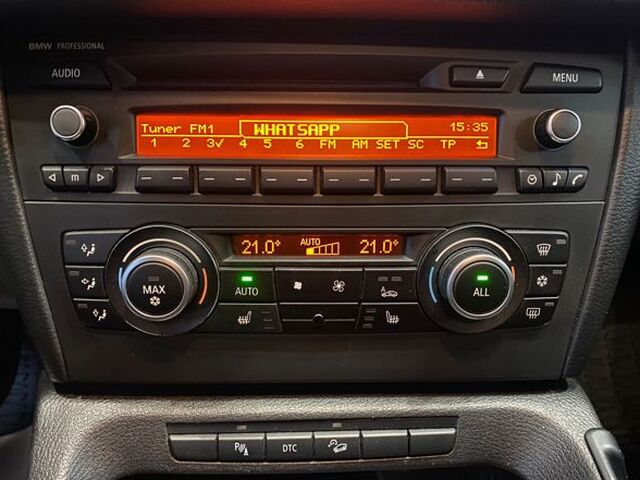 BMW PROFESSIONAL
AUDIO
MENU
Tuner FM1 WHATSAPP 15:35
1 2 3✓ 4 5 6 FM AM SET SC TP
m
21.0° AUTO 21.0°
MAX
AUTO
A
ALL
P
DTC